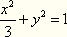 x²/3 + y² = 1